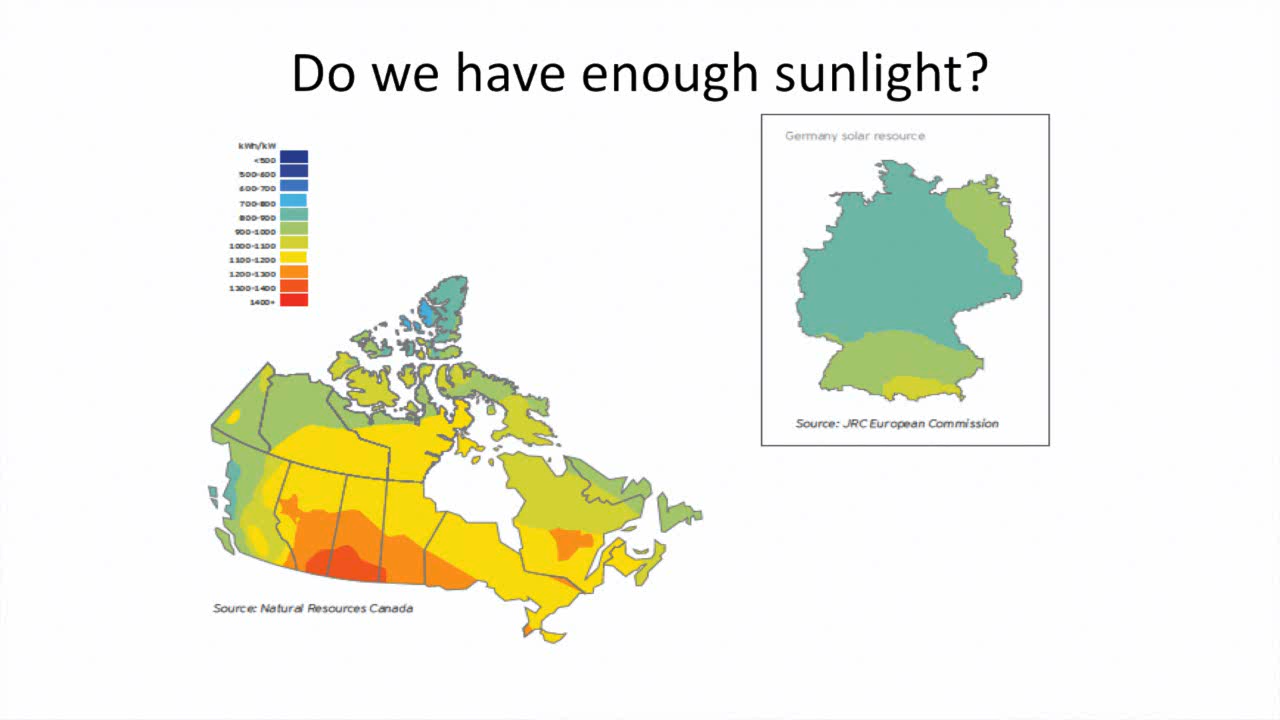 Do we have enough sunlight?
kWh/kW
<500
500-600
600-700
700-800
800-900
900-1000
1000-1100
1100-1200
1200-1300
1300-1400
1400+
Source: Natural Resources Canada
Germany solar resource
Source: JRC European Commission